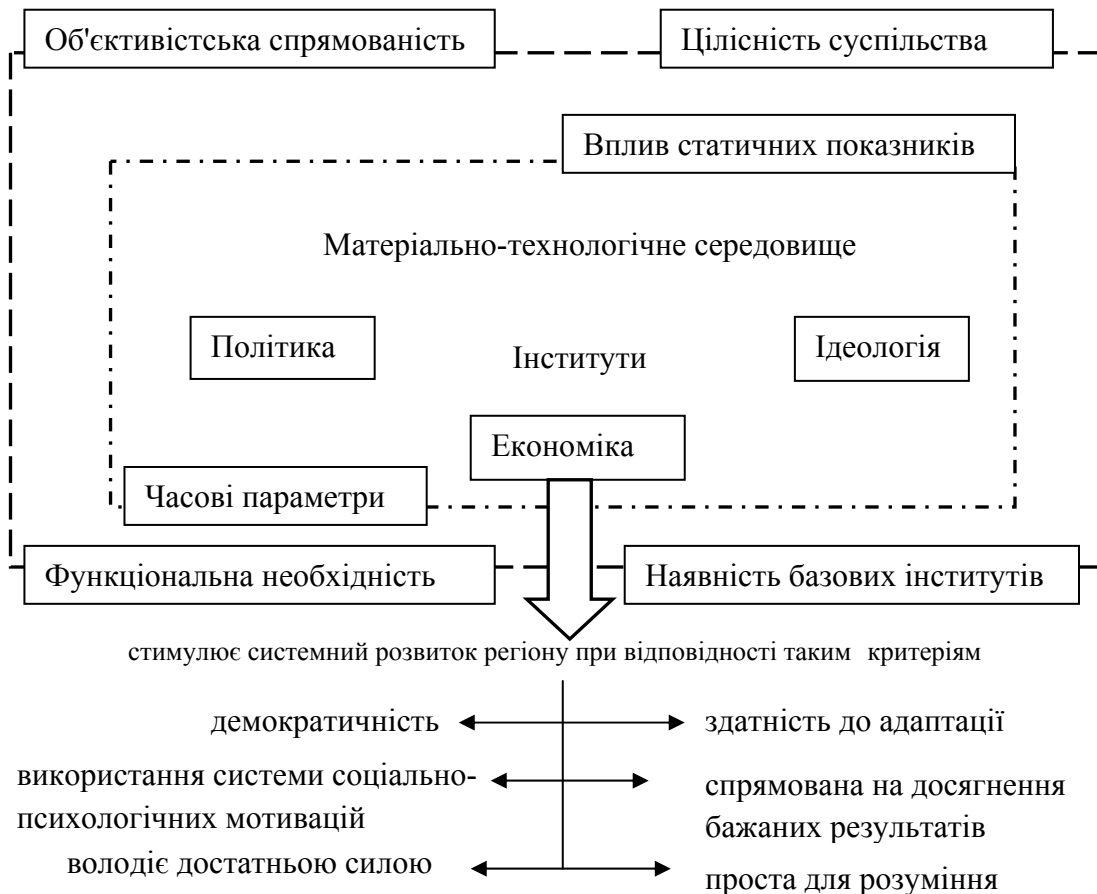 Об'єктивістська спрямованість
Цілісність суспільства
Вплив статичних показників
Матеріально-технологічне середовище
Політика
Інститути
Ідеологія
Економіка
Часові параметри
Функціональна необхідність
Наявність базових інститутів
стимулює системний розвиток регіону при відповідності таким критеріям
демократичність
здатність до адаптації
використання системи соціально-
психологічних мотивацій
спрямована на досягнення
бажаних результатів
володіє достатньою силою
проста для розуміння